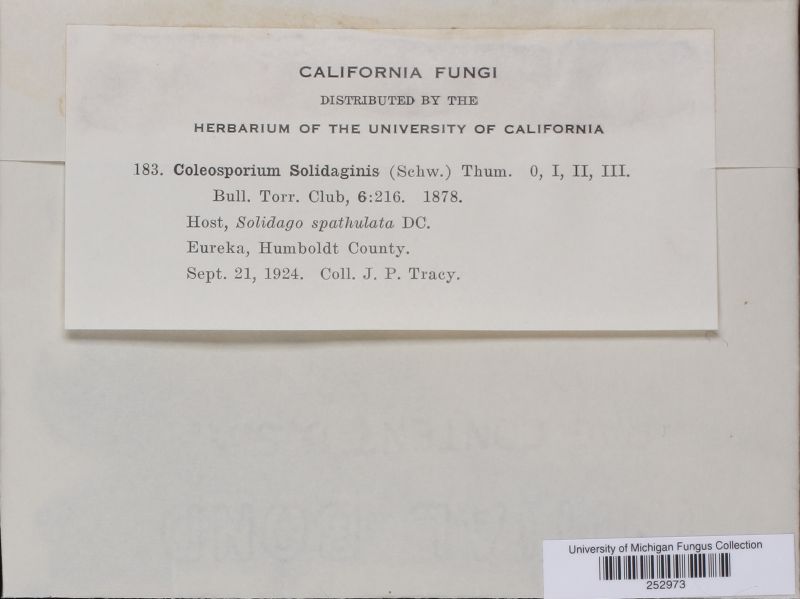 CALIFORNIA FUNGI
DISTRIBUTED BY THE
HERBARIUM OF THE UNIVERSITY OF CALIFORNIA
183. Coleosporium Solidaginis (Schw.) Thum. 0, I, II, III.
Bull. Torr. Club, 6:216. 1878.
Host, Solidago spathulata DC.
Eureka, Humboldt County.
Sept. 21, 1924. Coll. J. P. Tracy.
University of Michigan Fungus Collection
252973